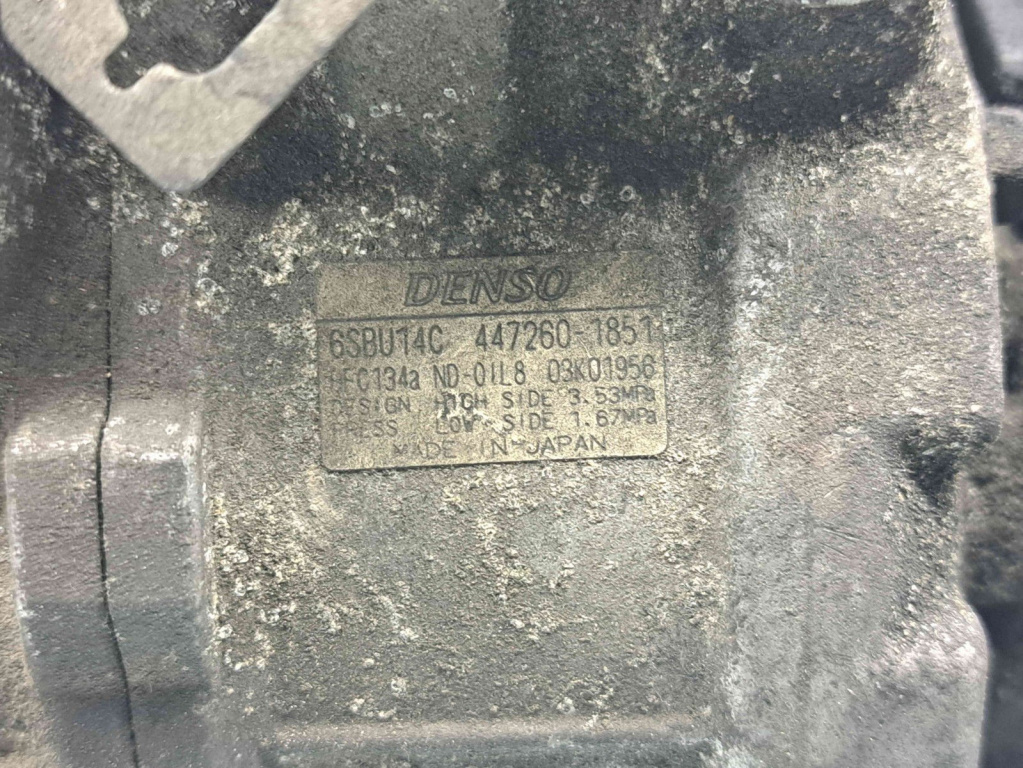 DENSO
6SBU14C 447260-1851
HFC134a ND-OIL8 03K01956
DESIGN HIGH SIDE 3.53MPa
PRESS LOW SIDE 1.67MPa
MADE IN JAPAN